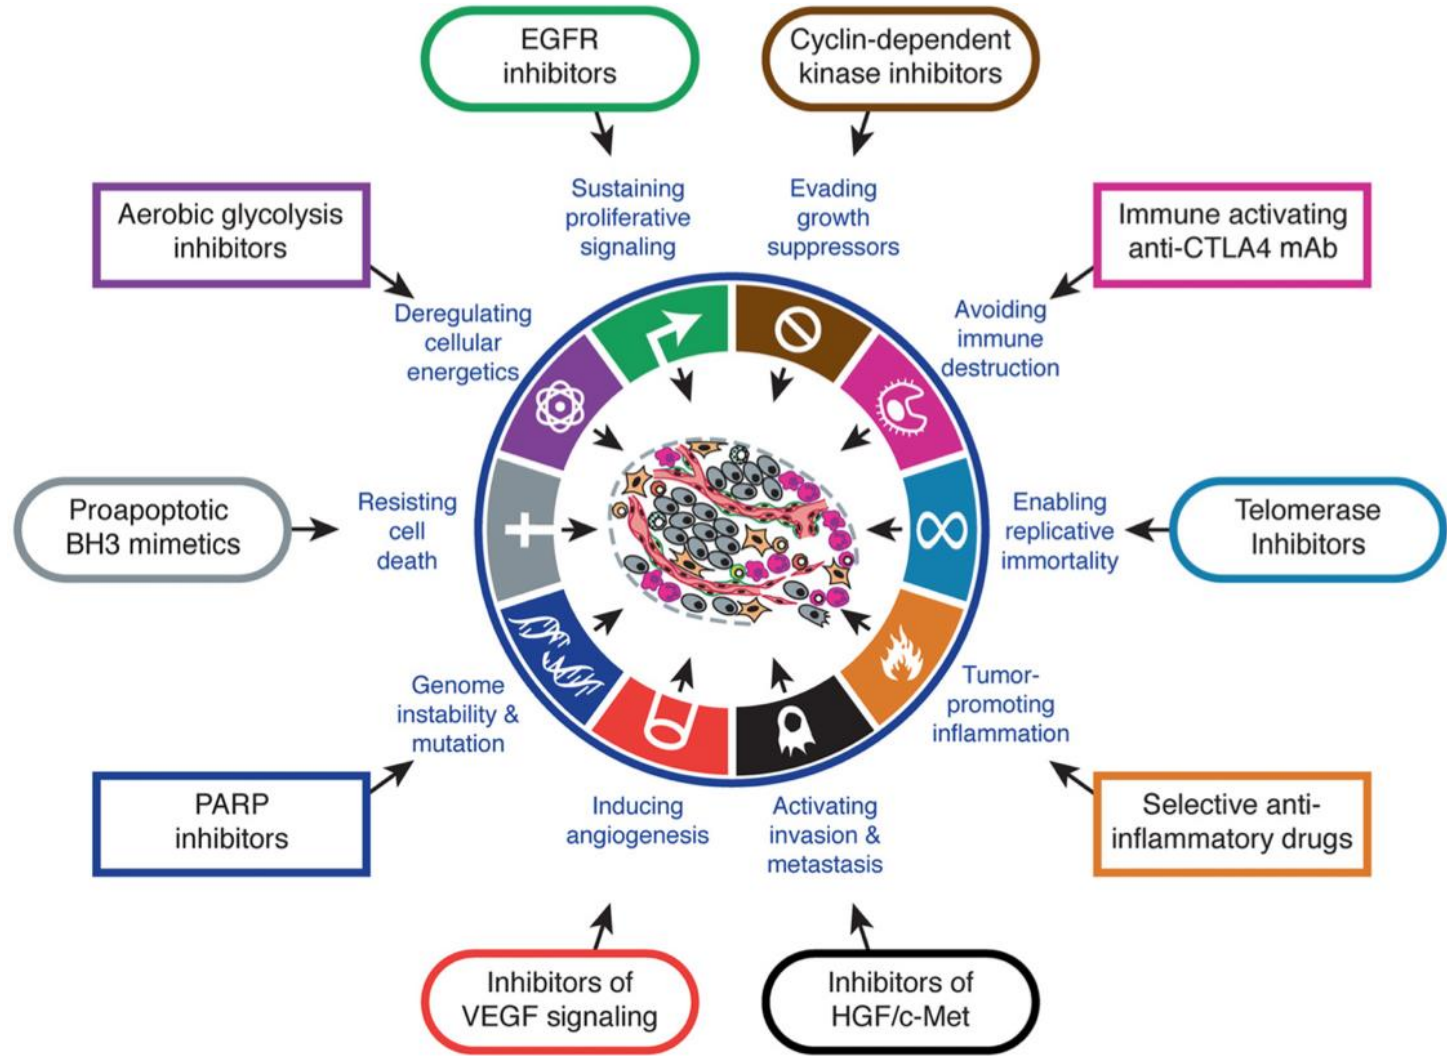 EGFR
inhibitors
Cyclin-dependent
kinase inhibitors
Sustaining
proliferative
signaling
Evading
growth
suppressors
Aerobic glycolysis
inhibitors
Immune activating
anti-CTLA4 mAb
Deregulating
cellular
energetics
Avoiding
immune
destruction
Proapoptotic
BH3 mimetics
Resisting
cell
death
Enabling
replicative
immortality
Telomerase
Inhibitors
Genome
instability &
mutation
Tumor-
promoting
inflammation
PARP
inhibitors
Inducing
angiogenesis
Activating
invasion &
metastasis
Selective anti-
inflammatory drugs
Inhibitors of
VEGF signaling
Inhibitors of
HGF/c-Met